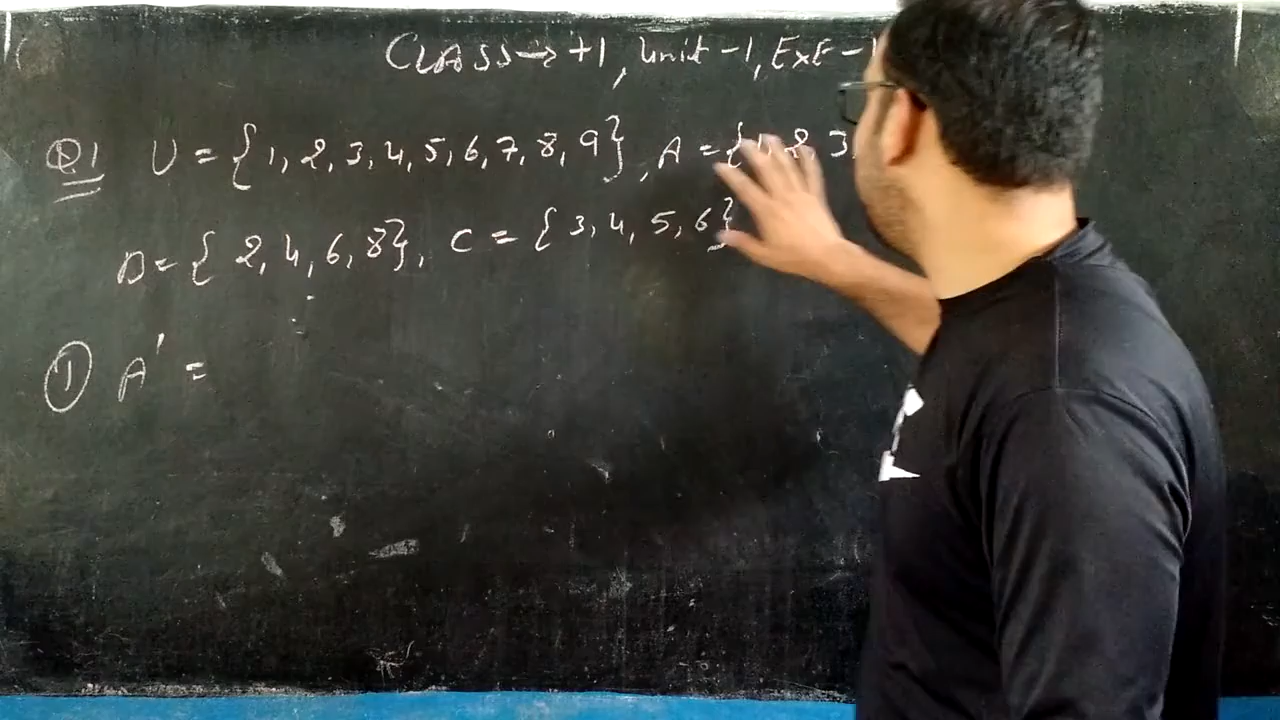 CLASS → +1, Unit -1, EXE -1
Q1 U = {1, 2, 3, 4, 5, 6, 7, 8, 9}, A = {1, 2, 3,
B = { 2, 4, 6, 8}, C = { 3, 4, 5, 6}
① A' =